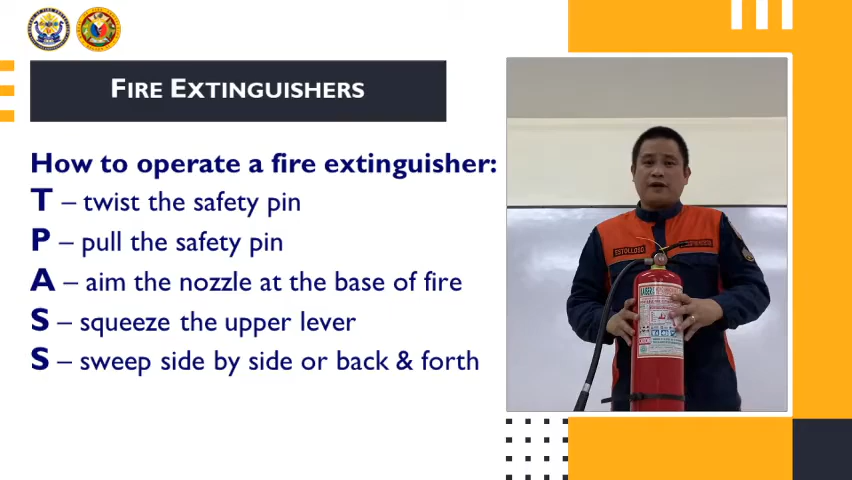 FIRE EXTINGUISHERS
How to operate a fire extinguisher:
T – twist the safety pin
P – pull the safety pin
A – aim the nozzle at the base of fire
S – squeeze the upper lever
S – sweep side by side or back & forth
ESTOLLOSO